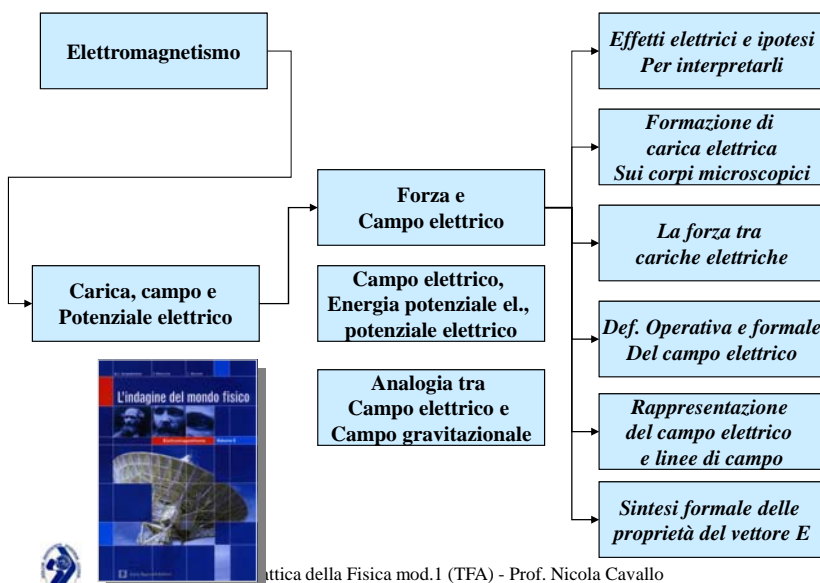 Elettromagnetismo
Carica, campo e
Potenziale elettrico
Forza e
Campo elettrico
Campo elettrico,
Energia potenziale el.,
potenziale elettrico
Analogia tra
Campo elettrico e
Campo gravitazionale
Effetti elettrici e ipotesi
Per interpretarli
Formazione di
carica elettrica
Sui corpi microscopici
La forza tra
cariche elettriche
Def. Operativa e formale
Del campo elettrico
Rappresentazione
del campo elettrico
e linee di campo
Sintesi formale delle
proprietà del vettore E
L'indagine del mondo fisico
Elettromagnetismo
ttica della Fisica mod.1 (TFA) - Prof. Nicola Cavallo